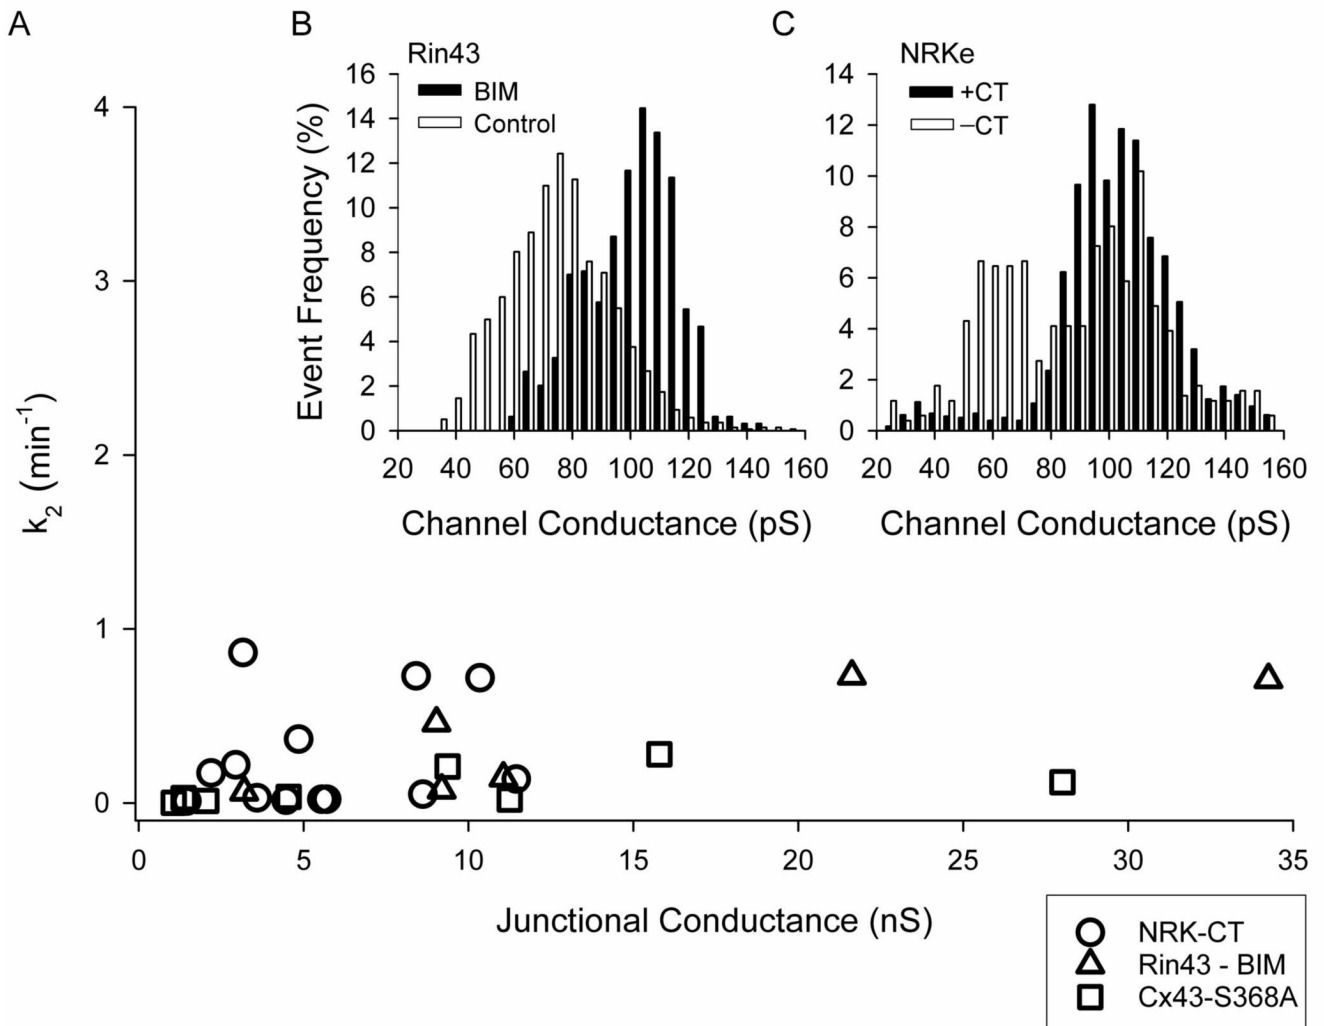 A
B
C
Rin43
BIM
Control
16
14
12
10
8
6
4
2
0
Event Frequency (%)
20 40 60 80 100 120 140 160
Channel Conductance (pS)
NRKe
+CT
–CT
14
12
10
8
6
4
2
0
20 40 60 80 100 120 140 160
Channel Conductance (pS)
4
3
2
1
0
k2 (min-1)
0 5 10 15 20 25 30 35
Junctional Conductance (nS)
NRK-CT
Rin43 - BIM
Cx43-S368A